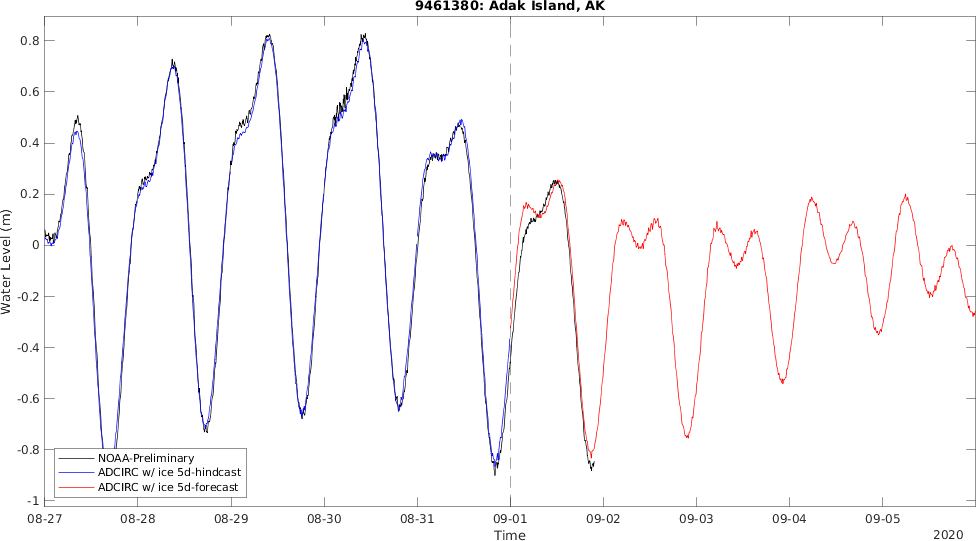 9461380: Adak Island, AK
Water Level (m)
0.8
0.6
0.4
0.2
0
-0.2
-0.4
-0.6
-0.8
-1
NOAA-Preliminary
ADCIRC w/ ice 5d-hindcast
ADCIRC w/ ice 5d-forecast
08-27 08-28 08-29 08-30 08-31 09-01 09-02 09-03 09-04 09-05
Time
2020